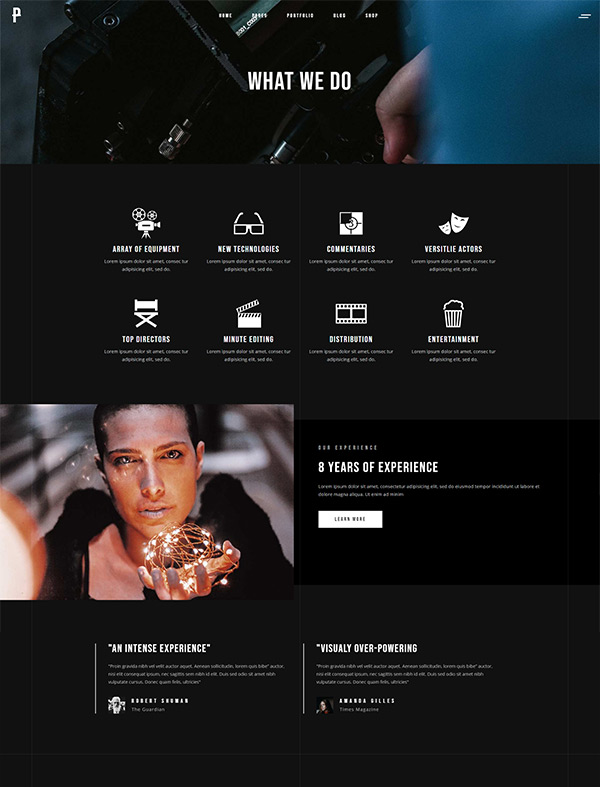 P
HOME PAGES PORTFOLIO BLOG SHOP
WHAT WE DO
ARRAY OF EQUIPMENT
Lorem ipsum dolor sit amet, consec tur
adipisicing elit, sed do.
NEW TECHNOLOGIES
Lorem ipsum dolor sit amet, consec tur
adipisicing elit, sed do.
COMMENTARIES
Lorem ipsum dolor sit amet, consec tur
adipisicing elit, sed do.
VERSITLIE ACTORS
Lorem ipsum dolor sit amet, consec tur
adipisicing elit, sed do.
TOP DIRECTORS
Lorem ipsum dolor sit amet, consec tur
adipisicing elit, sed do.
MINUTE EDITING
Lorem ipsum dolor sit amet, consec tur
adipisicing elit, sed do.
DISTRIBUTION
Lorem ipsum dolor sit amet, consec tur
adipisicing elit, sed do.
ENTERTAINMENT
Lorem ipsum dolor sit amet, consec tur
adipisicing elit, sed do.
OUR EXPERIENCE
8 YEARS OF EXPERIENCE
Lorem ipsum dolor sit amet, consectetur adipisicing elit, sed do eiusmod tempor incididunt ut labore et
dolore magna aliqua. Ut enim ad minim
LEARN MORE
"AN INTENSE EXPERIENCE"
"Proin gravida nibh vel velit auctor aquet. Aenean sollicitudin, lorem quis bibe" auctor,
nisi elit consequat ipsum, nec sagittis sem nibh id elit. Duis sed odio sit amet nibh
vulputate cursus. Donec quam felis, ultricies"
ROBERT SHUMAN
The Guardian
"VISUALY OVER-POWERING
"Proin gravida nibh vel velit auctor aquet. Aenean sollicitudin, lorem quis bibe" auctor,
nisi elit consequat ipsum, nec sagittis sem nibh id elit. Duis sed odio sit amet nibh
vulputate cursus. Donec quam felis, ultricies"
AMANDA GILLES
Times Magazine